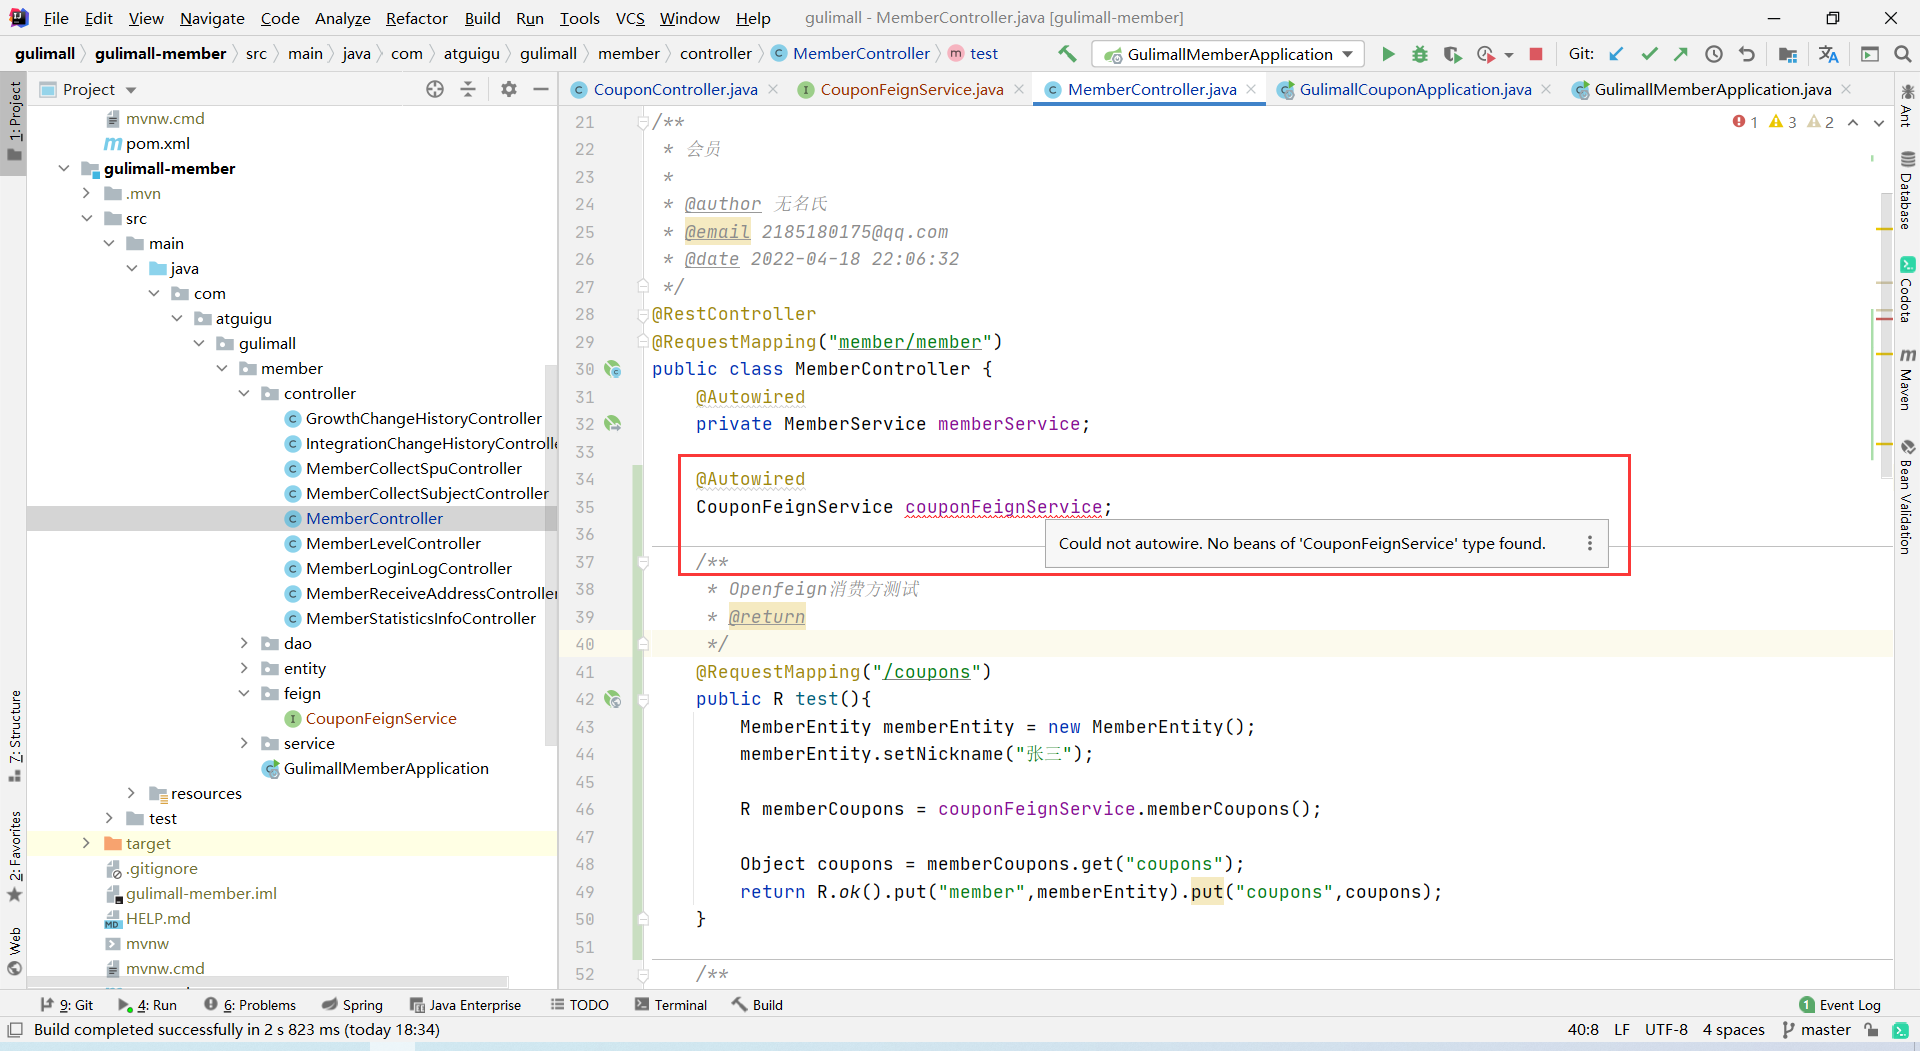 File Edit View Navigate Code Analyze Refactor Build Run Tools VCS Window Help gulimall - MemberController.java [gulimall-member]
gulimall gulimall-member src main java com atguigu gulimall member controller MemberController test GulimallMemberApplication Git:
Project
CouponController.java CouponFeignService.java MemberController.java GulimallCouponApplication.java GulimallMemberApplication.java
1: Project
7: Structure
2: Favorites
Web
mvnw.cmd
pom.xml
gulimall-member
.mvn
src
main
java
com
atguigu
gulimall
member
controller
GrowthChangeHistoryController
IntegrationChangeHistoryControlle
MemberCollectSpuController
MemberCollectSubjectController
MemberController
MemberLevelController
MemberLoginLogController
MemberReceiveAddressController
MemberStatisticsInfoController
dao
entity
feign
CouponFeignService
service
GulimallMemberApplication
resources
test
target
.gitignore
gulimall-member.iml
HELP.md
mvnw
mvnw.cmd
1 3 2
21 /**
22 * 会员
23 *
24 * @author 无名氏
25 * @email 2185180175@qq.com
26 * @date 2022-04-18 22:06:32
27 */
28 @RestController
29 @RequestMapping("member/member")
30 public class MemberController {
31 @Autowired
32 private MemberService memberService;
33
34 @Autowired
35 CouponFeignService couponFeignService;
36
Could not autowire. No beans of 'CouponFeignService' type found.
37 /**
38 * Openfeign消费方测试
39 * @return
40 */
41 @RequestMapping("/coupons")
42 public R test(){
43 MemberEntity memberEntity = new MemberEntity();
44 memberEntity.setNickname("张三");
45
46 R memberCoupons = couponFeignService.memberCoupons();
47
48 Object coupons = memberCoupons.get("coupons");
49 return R.ok().put("member",memberEntity).put("coupons",coupons);
50 }
51
52 /**
Ant
Database
Codota
Maven
Bean Validation
9: Git 4: Run 6: Problems Spring Java Enterprise TODO Terminal Build 1 Event Log
Build completed successfully in 2 s 823 ms (today 18:34) 40:8 LF UTF-8 4 spaces master